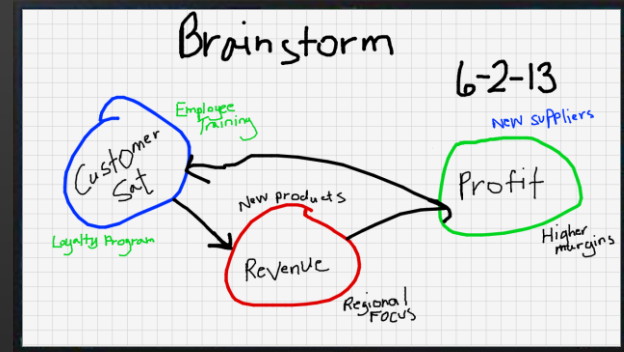 Brainstorm
6-2-13
New suppliers
Employee
Training
Customer
Sat
Profit
New products
Loyalty Program
Higher
margins
Revenue
Regional
FOCUS